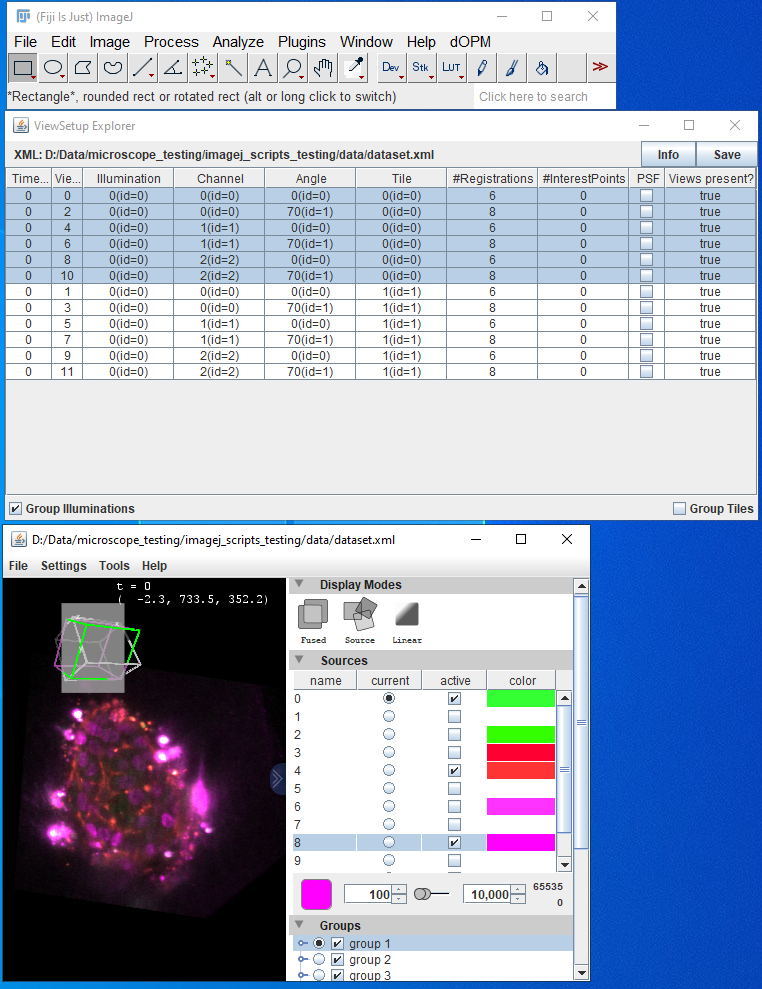 (Fiji Is Just) ImageJ
File Edit Image Process Analyze Plugins Window Help dOPM
Dev Stk LUT >>
*Rectangle*, rounded rect or rotated rect (alt or long click to switch) Click here to search
ViewSetup Explorer
XML: D:/Data/microscope_testing/imagej_scripts_testing/data/dataset.xml Info Save
Time... Vie... Illumination Channel Angle Tile #Registrations #InterestPoints PSF Views present?
0 0 0(id=0) 0(id=0) 0(id=0) 0(id=0) 6 0 true
0 2 0(id=0) 0(id=0) 70(id=1) 0(id=0) 8 0 true
0 4 0(id=0) 1(id=1) 0(id=0) 0(id=0) 6 0 true
0 6 0(id=0) 1(id=1) 70(id=1) 0(id=0) 8 0 true
0 8 0(id=0) 2(id=2) 0(id=0) 0(id=0) 6 0 true
0 10 0(id=0) 2(id=2) 70(id=1) 0(id=0) 8 0 true
0 1 0(id=0) 0(id=0) 0(id=0) 1(id=1) 6 0 true
0 3 0(id=0) 0(id=0) 70(id=1) 1(id=1) 8 0 true
0 5 0(id=0) 1(id=1) 0(id=0) 1(id=1) 6 0 true
0 7 0(id=0) 1(id=1) 70(id=1) 1(id=1) 8 0 true
0 9 0(id=0) 2(id=2) 0(id=0) 1(id=1) 6 0 true
0 11 0(id=0) 2(id=2) 70(id=1) 1(id=1) 8 0 true
Group Illuminations Group Tiles
D:/Data/microscope_testing/imagej_scripts_testing/data/dataset.xml
File Settings Tools Help
t = 0
( -2.3, 733.5, 352.2)
Display Modes
Fused Source Linear
Sources
name current active color
0
1
2
3
4
5
6
7
8
9
100 10,000 65535
0
Groups
group 1
group 2
group 3